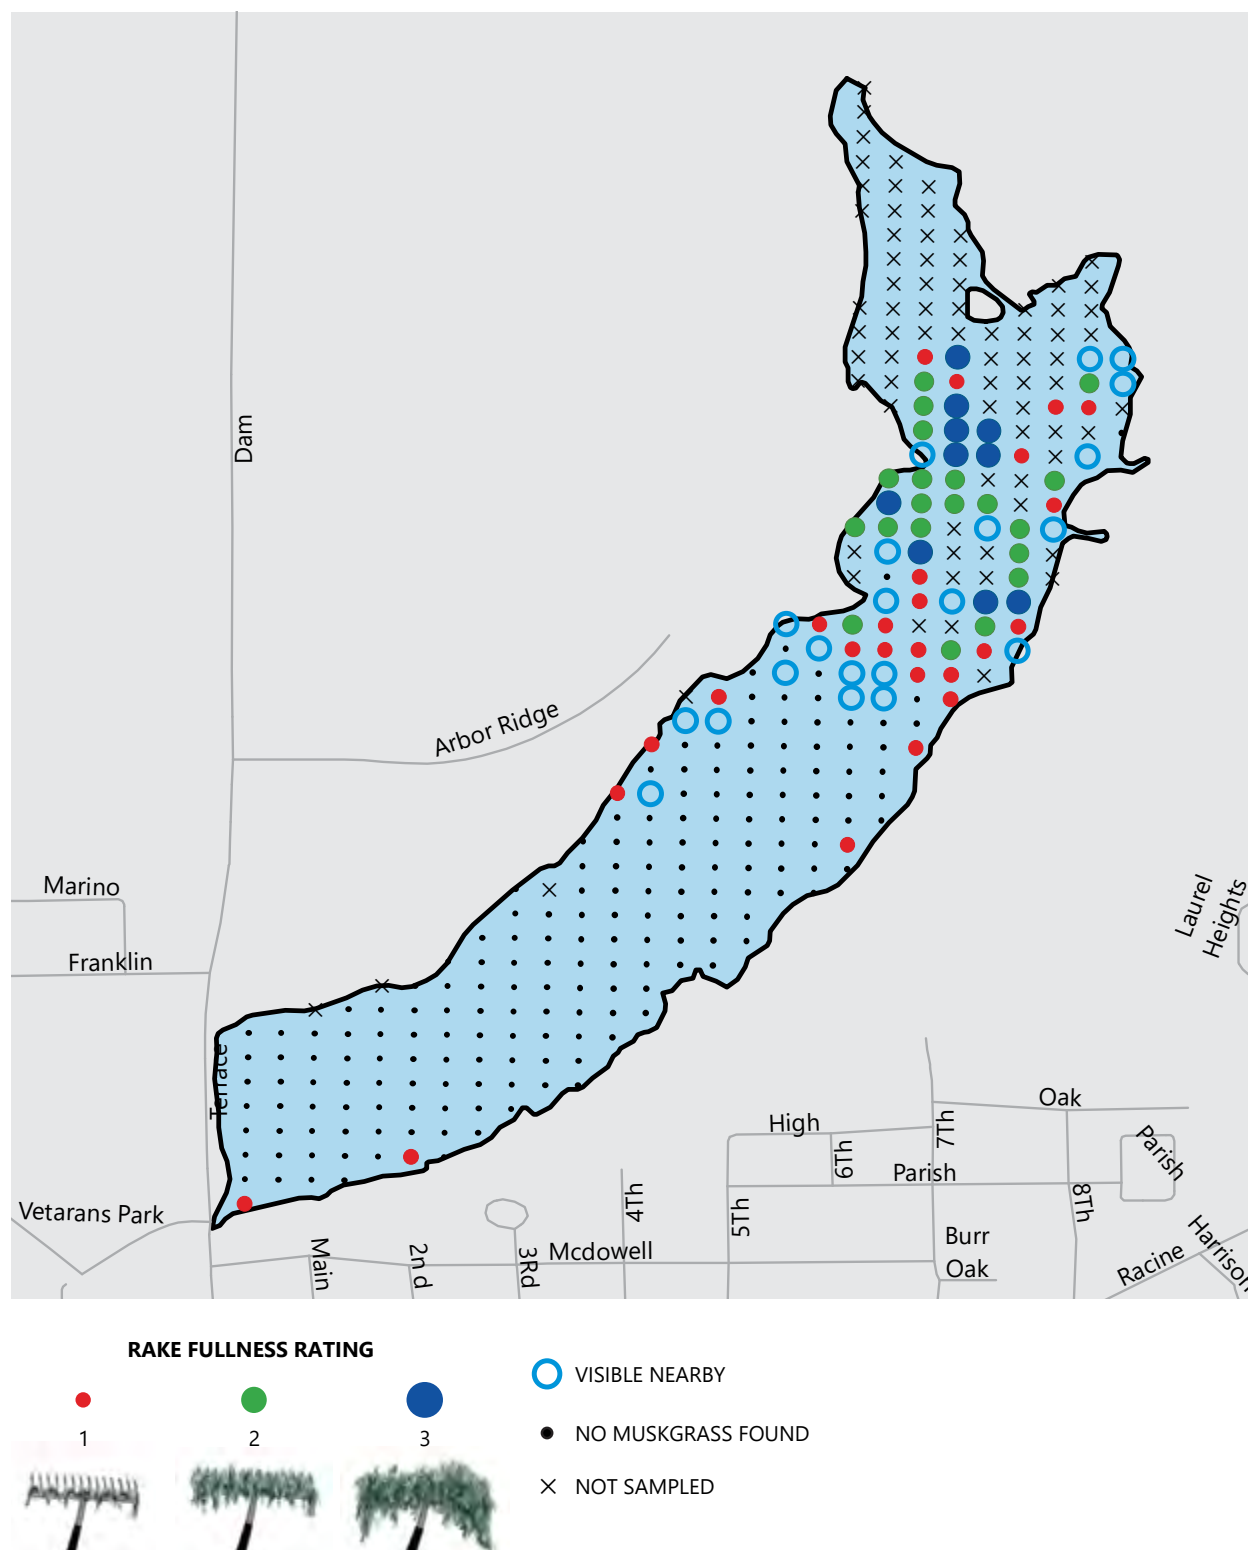 Dam
Arbor Ridge
Marino
Franklin
Laurel
Heights
Terrace
Vetarans Park
Main
2n d
3Rd
Mcdowell
4Th
5Th
High
6Th
7Th
Parish
Oak
Parish
8Th
Burr
Oak
Racine
Harrison
RAKE FULLNESS RATING
1
2
3
VISIBLE NEARBY
NO MUSKGRASS FOUND
NOT SAMPLED